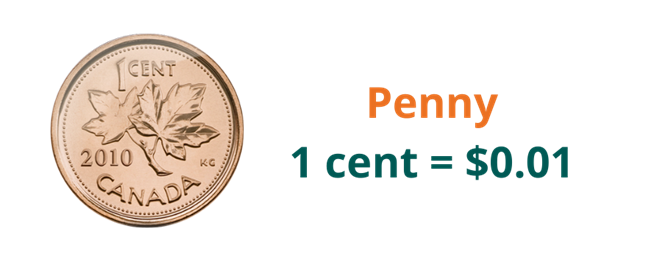 1 CENT
2010
KG
CANADA
Penny
1 cent = $0.01